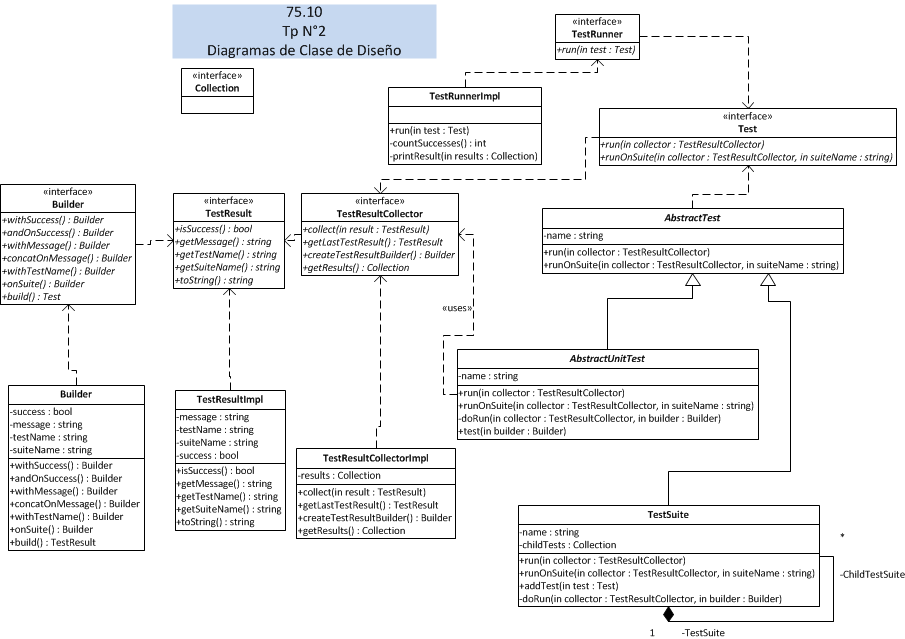 75.10
Tp N°2
Diagramas de Clase de Diseño
«interface»
Collection
«interface»
TestRunner
+run(in test : Test)
TestRunnerImpl
+run(in test : Test)
-countSuccesses() : int
-printResult(in results : Collection)
«interface»
Test
+run(in collector : TestResultCollector)
+runOnSuite(in collector : TestResultCollector, in suiteName : string)
«interface»
Builder
+withSuccess() : Builder
+andOnSuccess() : Builder
+withMessage() : Builder
+concatOnMessage() : Builder
+withTestName() : Builder
+onSuite() : Builder
+build() : Test
«interface»
TestResult
+isSuccess() : bool
+getMessage() : string
+getTestName() : string
+getSuiteName() : string
+toString() : string
«interface»
TestResultCollector
+collect(in result : TestResult)
+getLastTestResult() : TestResult
+createTestResultBuilder() : Builder
+getResults() : Collection
AbstractTest
-name : string
+run(in collector : TestResultCollector)
+runOnSuite(in collector : TestResultCollector, in suiteName : string)
«uses»
AbstractUnitTest
-name : string
+run(in collector : TestResultCollector)
+runOnSuite(in collector : TestResultCollector, in suiteName : string)
-doRun(in collector : TestResultCollector, in builder : Builder)
+test(in builder : Builder)
Builder
-success : bool
-message : string
-testName : string
-suiteName : string
+withSuccess() : Builder
+andOnSuccess() : Builder
+withMessage() : Builder
+concatOnMessage() : Builder
+withTestName() : Builder
+onSuite() : Builder
+build() : TestResult
TestResultImpl
-message : string
-testName : string
-suiteName : string
-success : bool
+isSuccess() : bool
+getMessage() : string
+getTestName() : string
+getSuiteName() : string
+toString() : string
TestResultCollectorImpl
-results : Collection
+collect(in result : TestResult)
+getLastTestResult() : TestResult
+createTestResultBuilder() : Builder
+getResults() : Collection
TestSuite
-name : string
-childTests : Collection
+run(in collector : TestResultCollector)
+runOnSuite(in collector : TestResultCollector, in suiteName : string)
+addTest(in test : Test)
-doRun(in collector : TestResultCollector, in builder : Builder)
*
-ChildTestSuite
1
-TestSuite